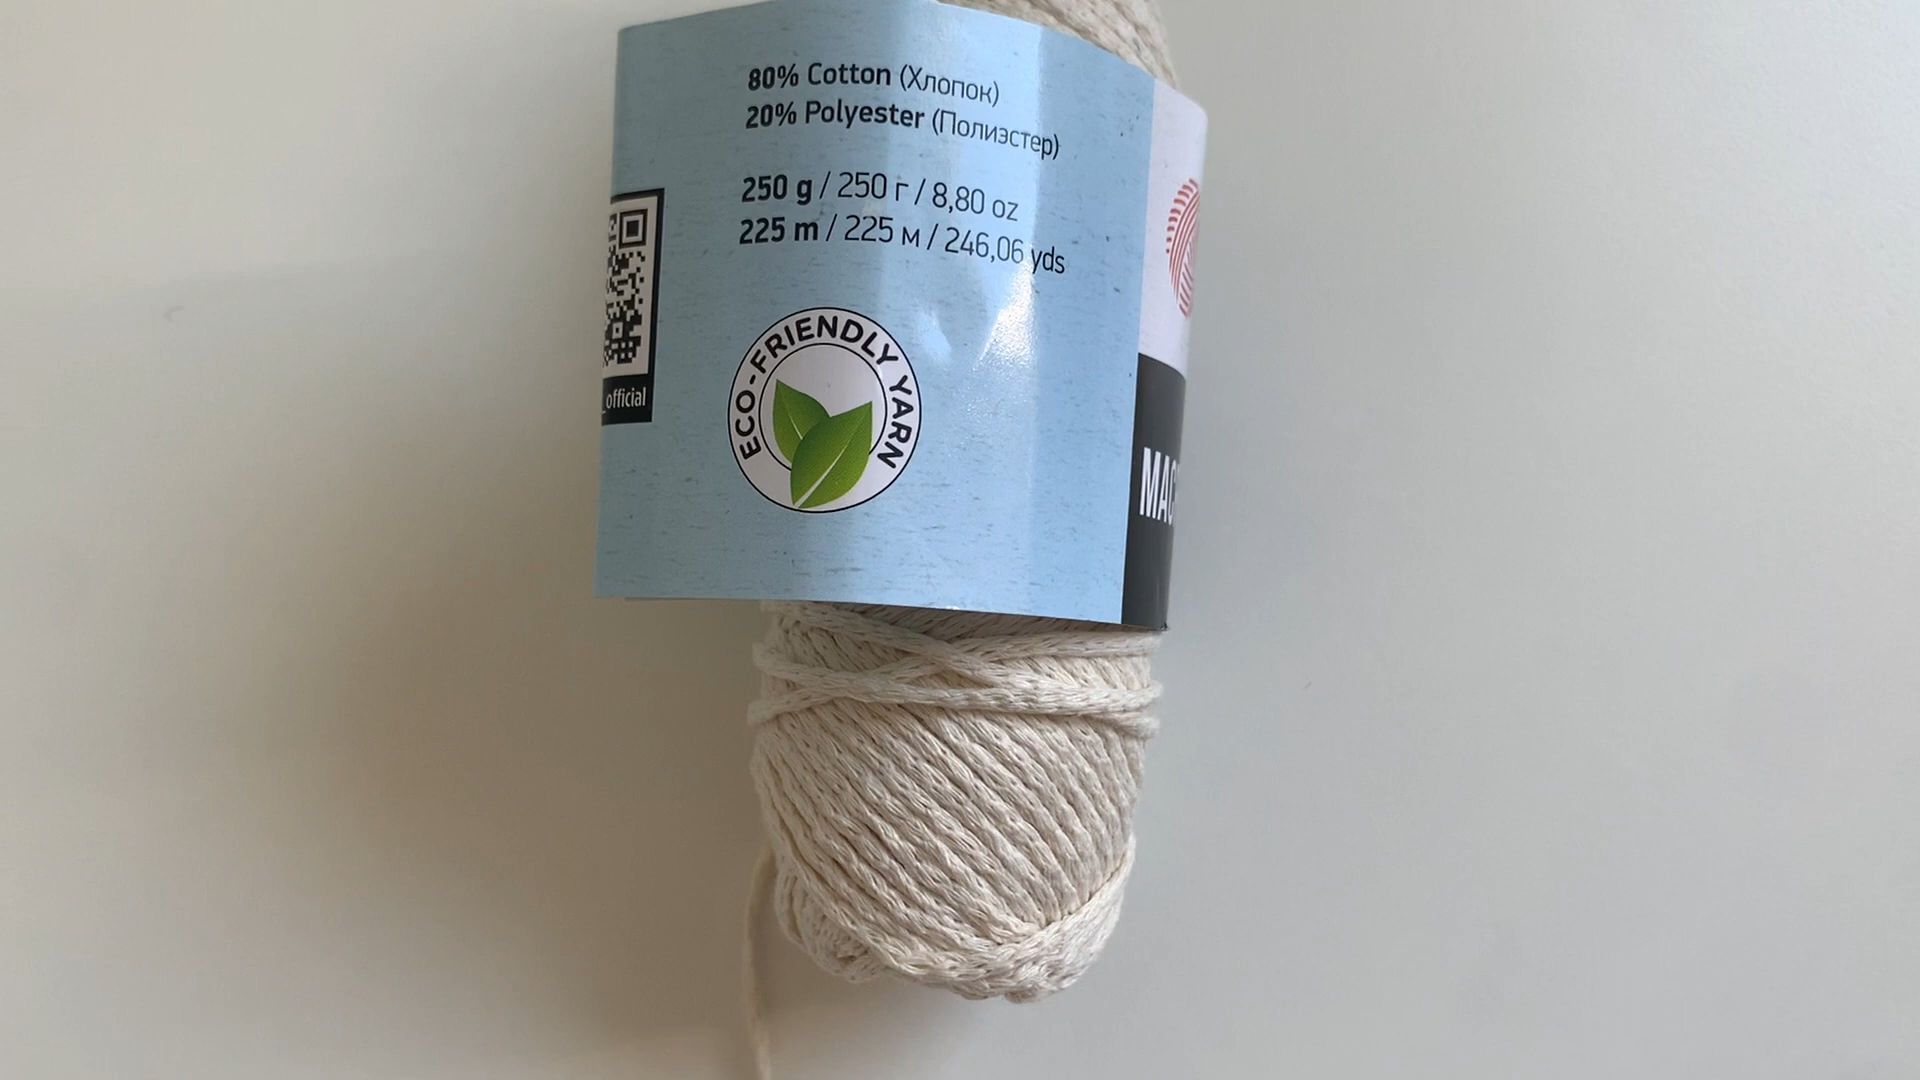 80% Cotton (Хлопок)
20% Polyester (Полиэстер)
250 g / 250 г / 8,80 oz
225 m / 225 м / 246,06 yds
ECO-FRIENDLY YARN
_official